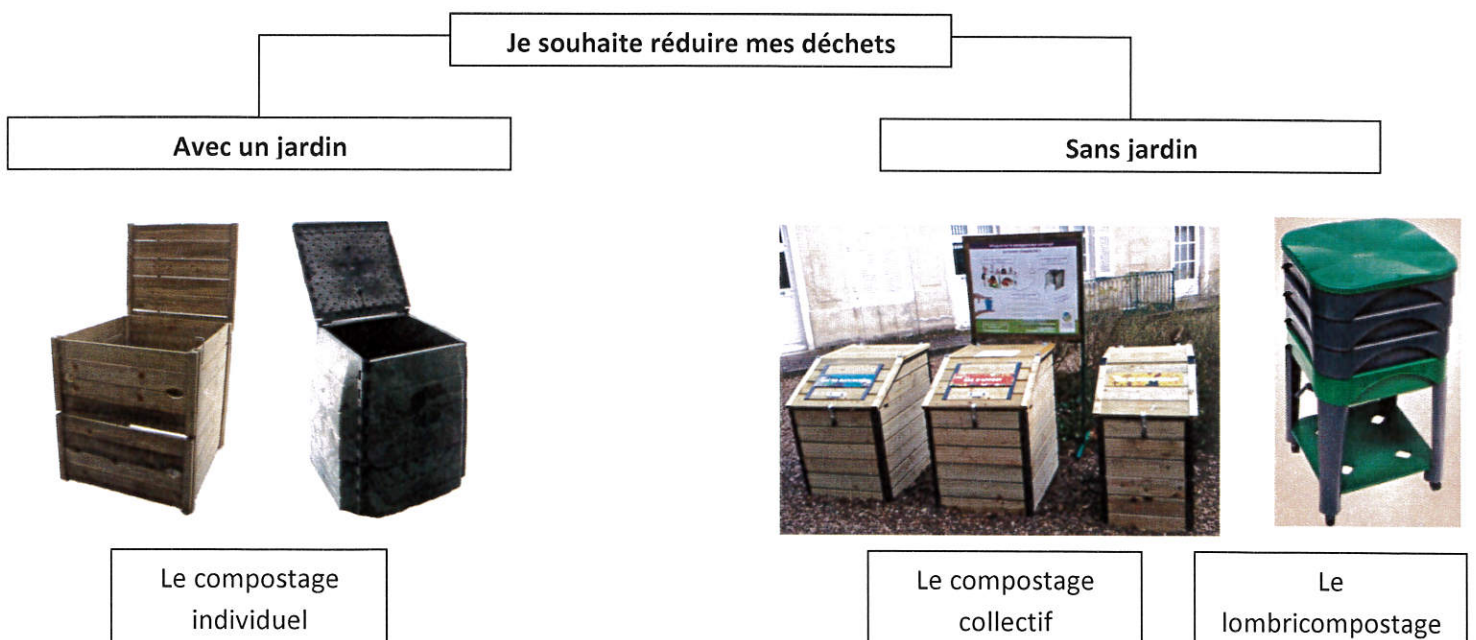 Je souhaite réduire mes déchets
Avec un jardin
Sans jardin
Le compostage
individuel
Le compostage
collectif
Le
lombricompostage